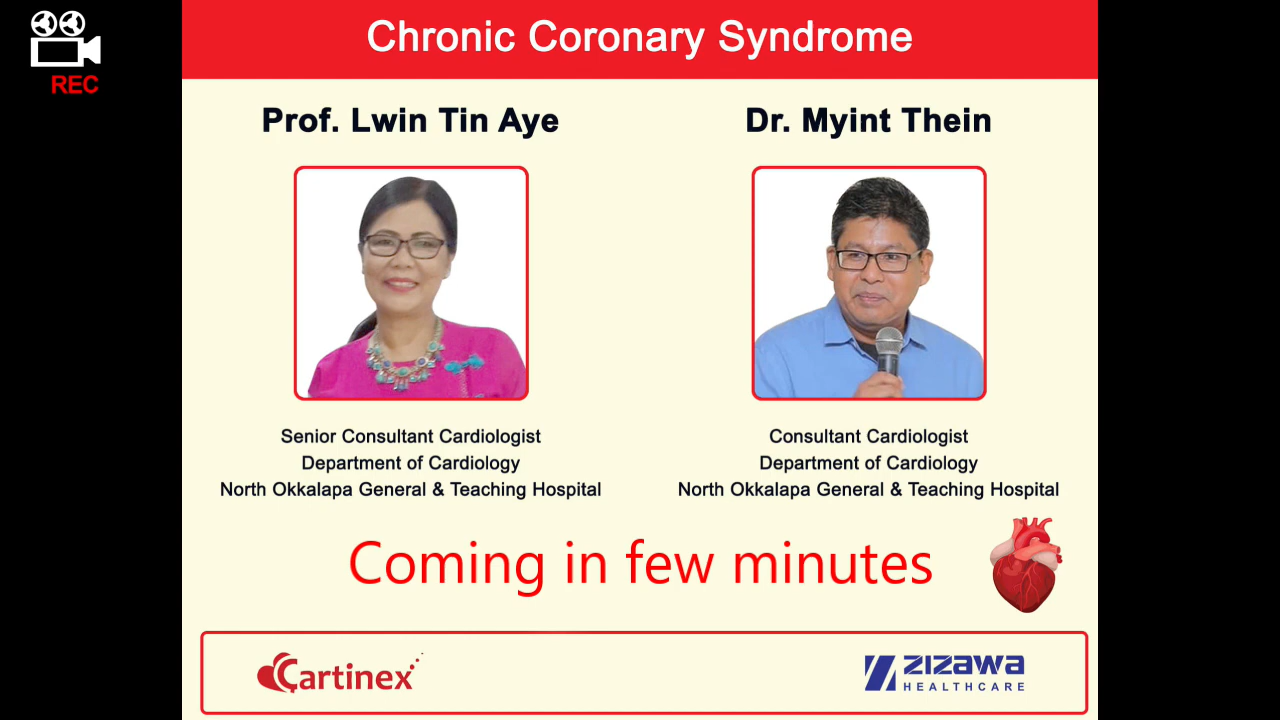 REC
Chronic Coronary Syndrome
Prof. Lwin Tin Aye
Dr. Myint Thein
Senior Consultant Cardiologist
Department of Cardiology
North Okkalapa General & Teaching Hospital
Consultant Cardiologist
Department of Cardiology
North Okkalapa General & Teaching Hospital
Coming in few minutes
Cartinex
ZIZAWA
HEALTHCARE